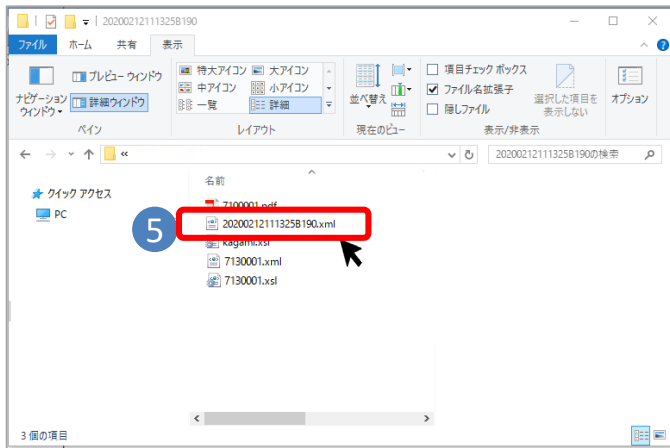 20200212111325B190
ファイル ホーム 共有 表示
ナビゲーション ウィンドウ
プレビュー ウィンドウ
詳細ウィンドウ
特大アイコン 大アイコン
中アイコン 小アイコン
一覧 詳細
並べ替え
項目チェック ボックス
ファイル名拡張子
隠しファイル
選択した項目を 表示しない
オプション
ペイン レイアウト 現在のビュー 表示/非表示
« 20200212111325B190の検索
名前
クイック アクセス
PC
7100001.pdf
5 20200212111325B190.xml
kagami.xsl
7130001.xml
7130001.xsl
3 個の項目